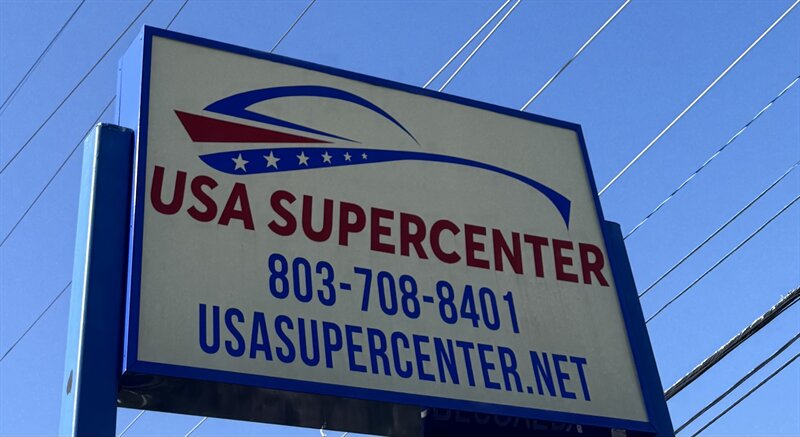 USA SUPERCENTER
803-708-8401
USASUPERCENTER.NET